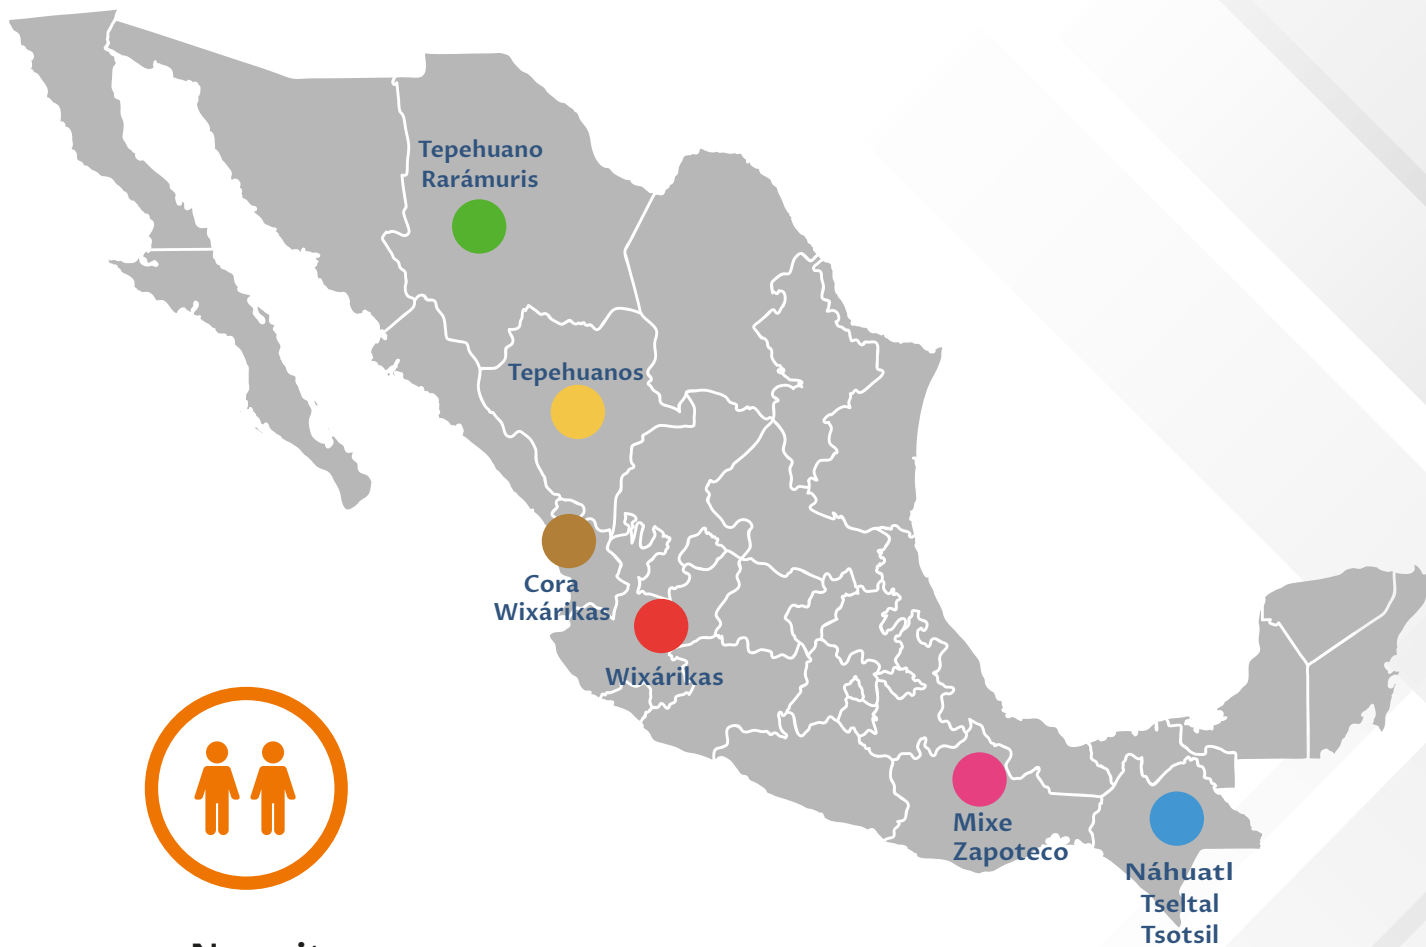 Tepehuano
Rarámuris
Tepehuanos
Cora
Wixárikas
Wixárikas
Mixe
Zapoteco
Náhuatl
Tseltal
Tsotsil